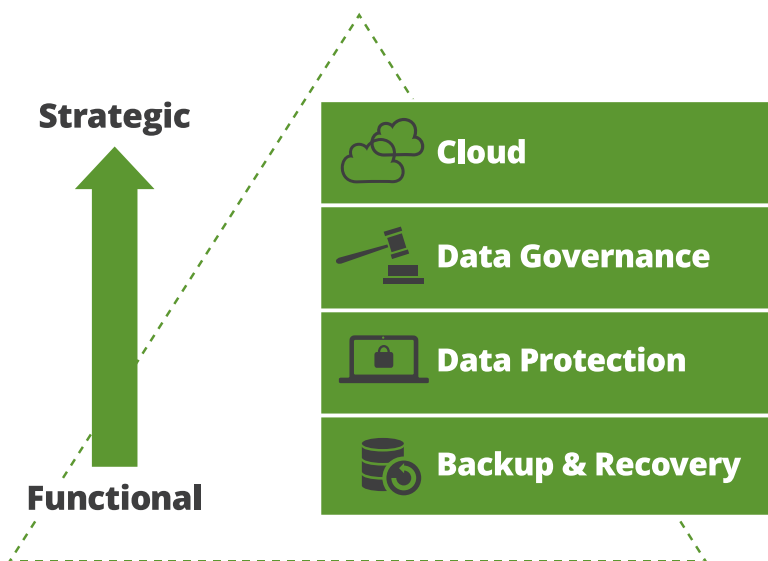 Strategic
Cloud
Data Governance
Data Protection
Backup & Recovery
Functional